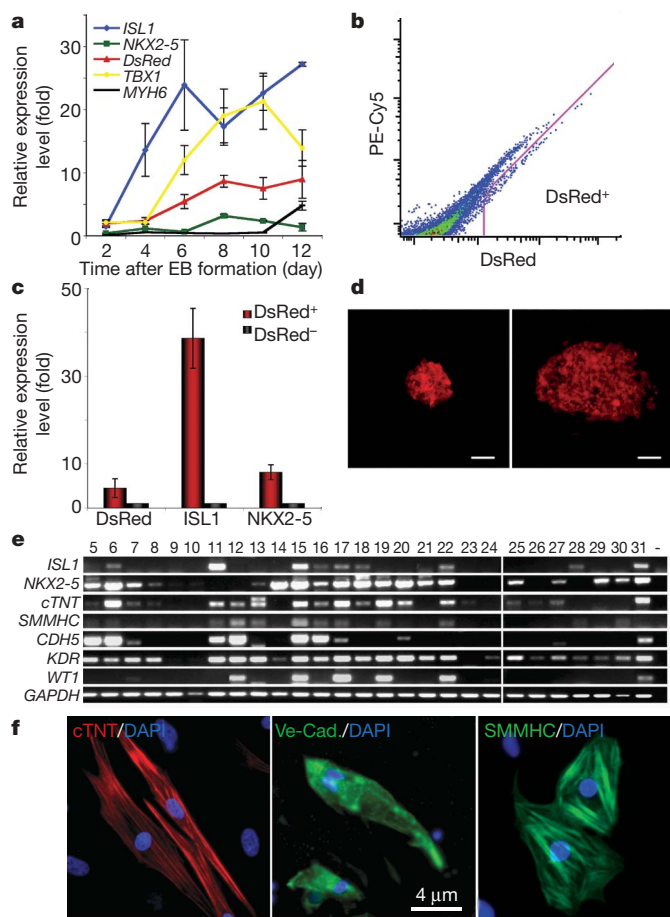 a
ISL1
NKX2-5
DsRed
TBX1
MYH6
Relative expression
level (fold)
30
20
10
0
2 4 6 8 10 12
Time after EB formation (day)
b
PE-Cy5
DsRed+
DsRed
c
DsRed+
DsRed−
Relative expression
level (fold)
50
30
10
0
DsRed ISL1 NKX2-5
d
e
5 6 7 8 9 10 11 12 13 14 15 16 17 18 19 20 21 22 23 24 25 26 27 28 29 30 31 -
ISL1
NKX2-5
cTNT
SMMHC
CDH5
KDR
WT1
GAPDH
f
cTNT/DAPI
Ve-Cad./DAPI
SMMHC/DAPI
4 μm